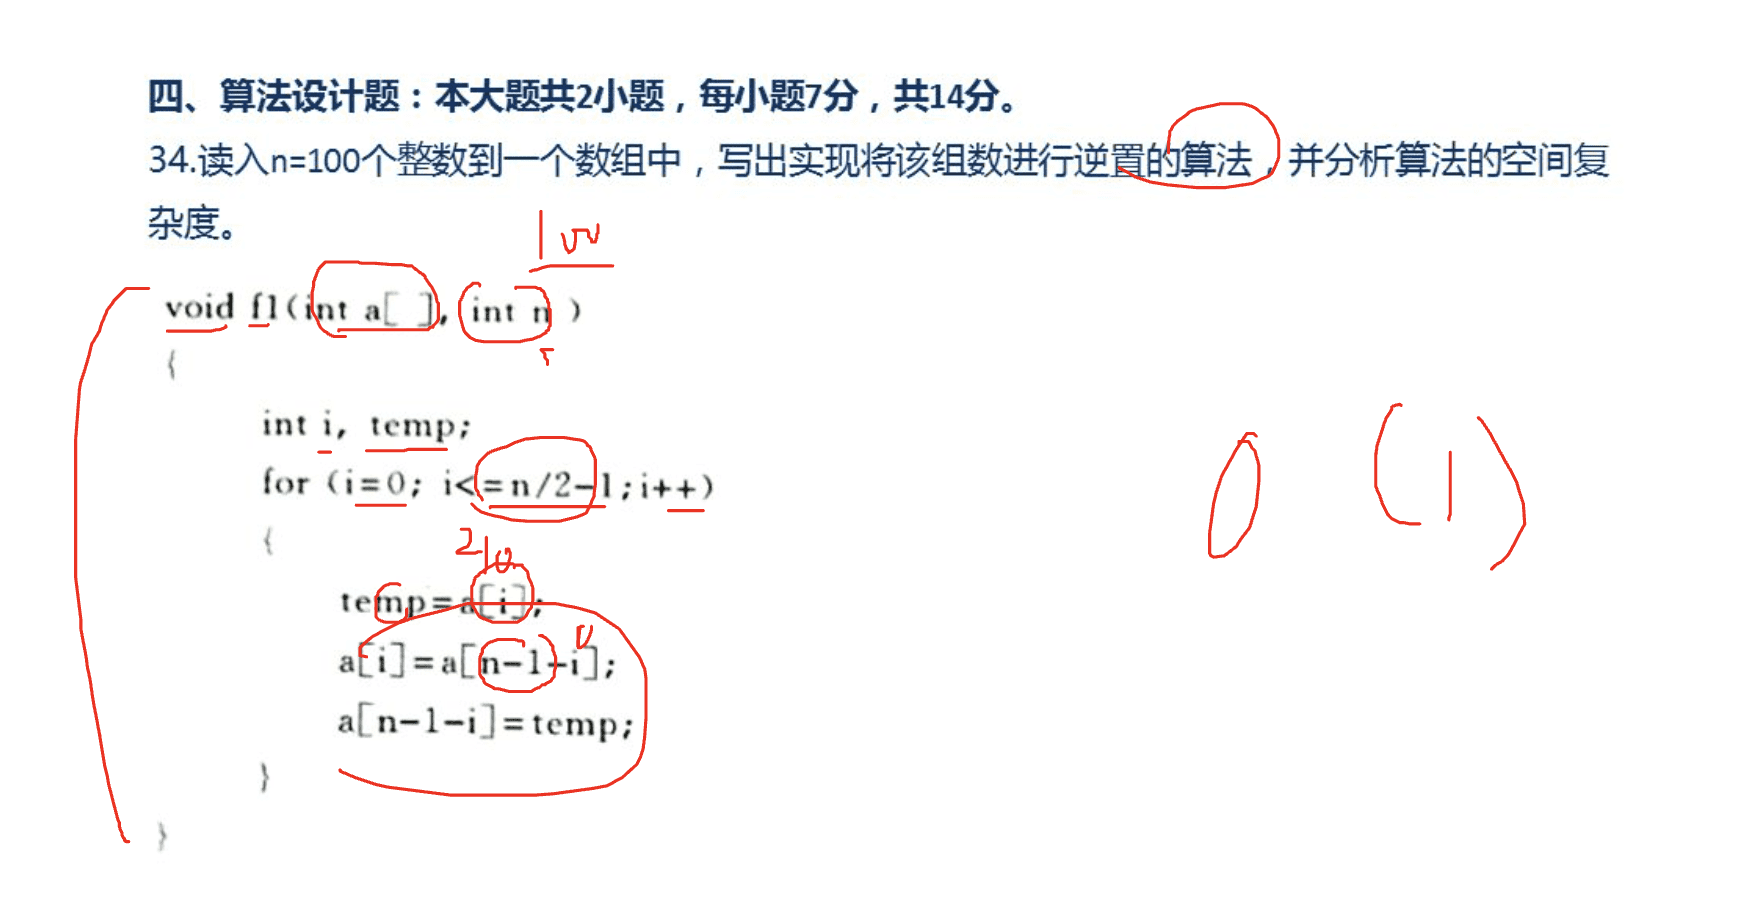 四、算法设计题：本大题共2小题，每小题7分，共14分。
34.读入n=100个整数到一个数组中，写出实现将该组数进行逆置的算法，并分析算法的空间复
杂度。
100
void f1(int a[ ], int n )
{
int i, temp;
for (i=0; i<=n/2-1;i++)
{
temp=a[i];
a[i]=a[n-1-i];
a[n-1-i]=temp;
}
}
0 (1)